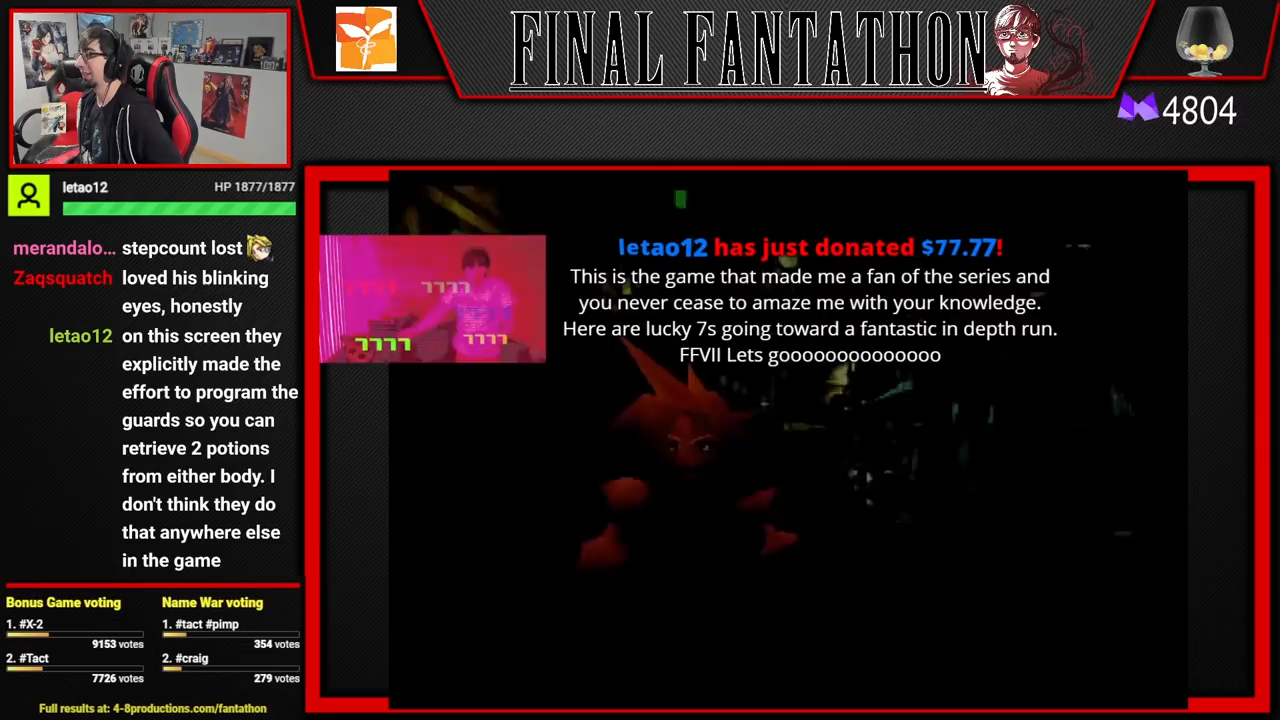 FINAL FANTATHON
4804
letao12
HP 1877/1877
letao12 has just donated $77.77!
This is the game that made me a fan of the series and
you never cease to amaze me with your knowledge.
Here are lucky 7s going toward a fantastic in depth run.
FFVII Lets goooooooooooooo
7777
7777
7777
merandalo... stepcount lost
Zaqsquatch loved his blinking
eyes, honestly
letao12 on this screen they
explicitly made the
effort to program the
guards so you can
retrieve 2 potions
from either body. I
don't think they do
that anywhere else
in the game
Bonus Game voting
1. #X-2
9153 votes
2. #Tact
7726 votes
Name War voting
1. #tact #pimp
354 votes
2. #craig
279 votes
Full results at: 4-8productions.com/fantathon